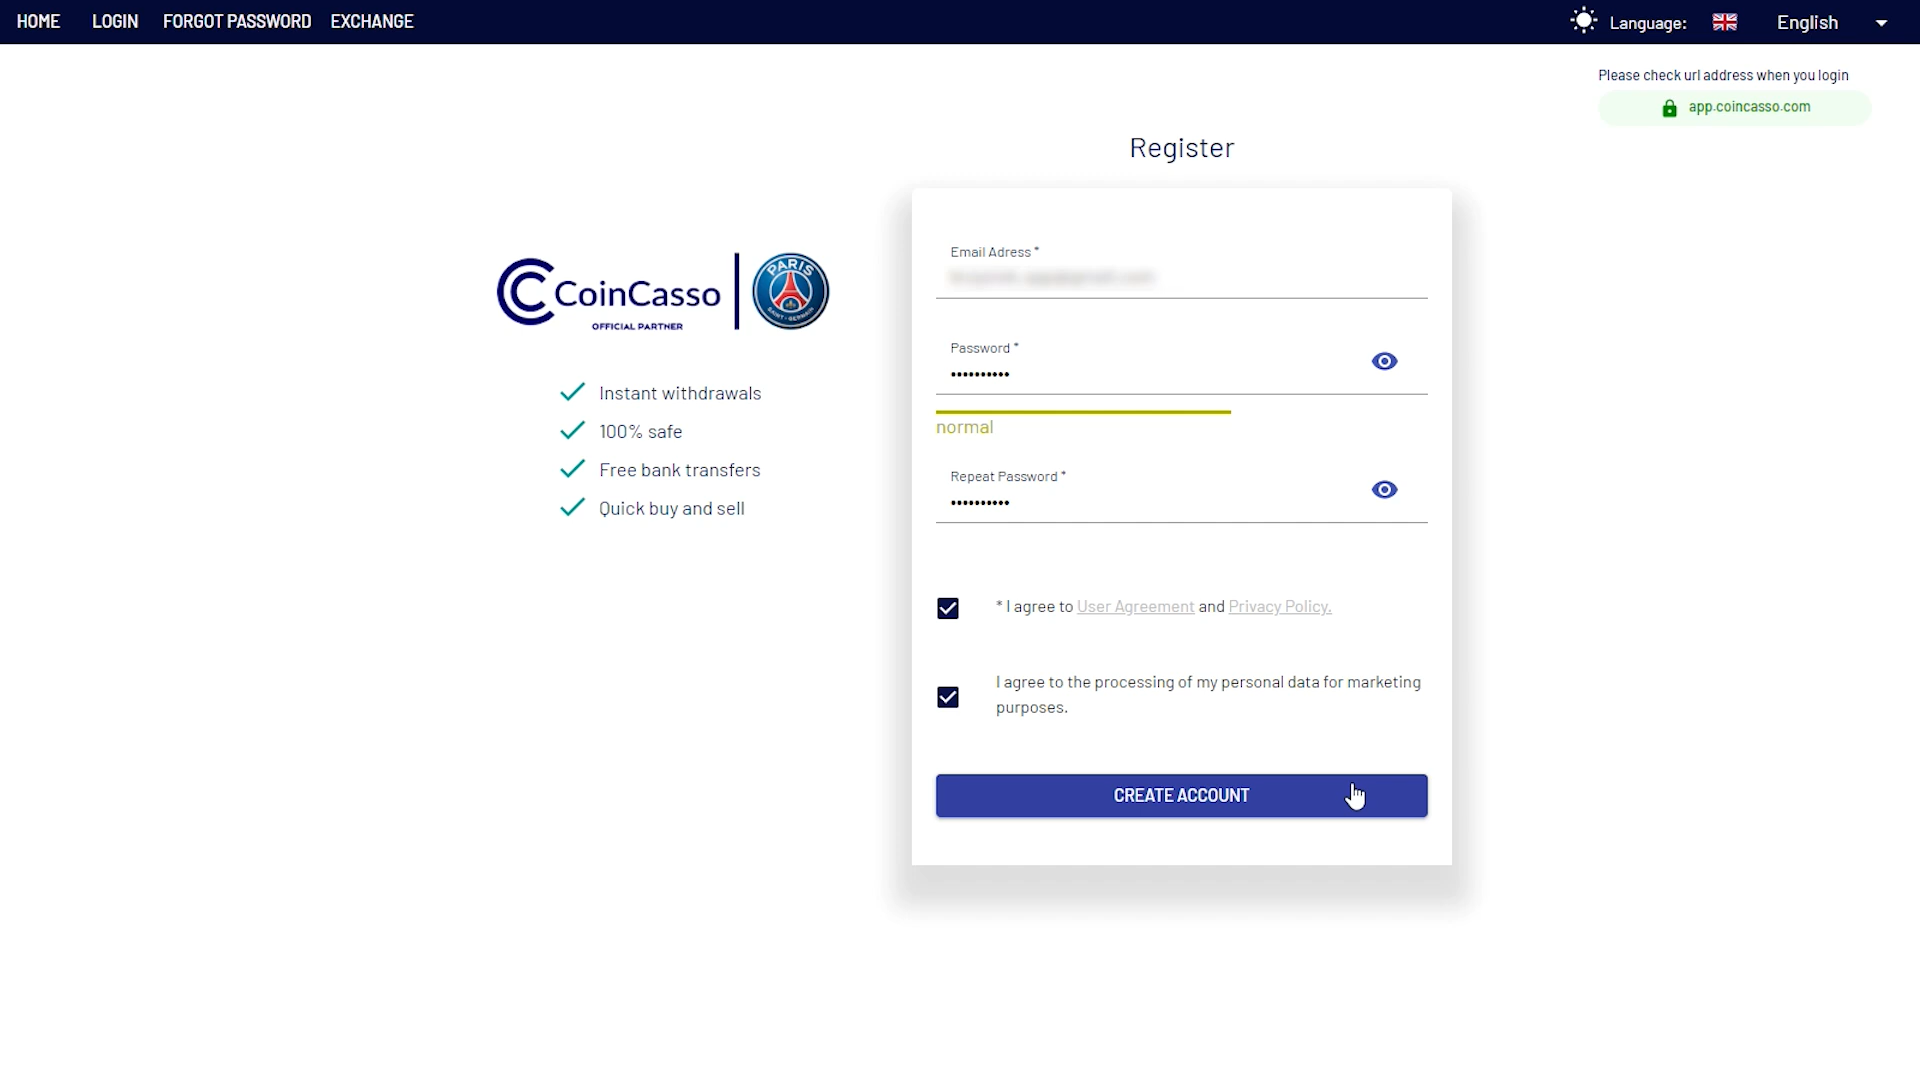 HOME LOGIN FORGOT PASSWORD EXCHANGE Language: English
Please check url address when you login
app.coincasso.com
Register
Email Adress *
CoinCasso
OFFICIAL PARTNER
PARIS
SAINT-GERMAIN
Password *
••••••••••
normal
Repeat Password *
••••••••••
Instant withdrawals
100% safe
Free bank transfers
Quick buy and sell
* I agree to User Agreement and Privacy Policy.
I agree to the processing of my personal data for marketing
purposes.
CREATE ACCOUNT